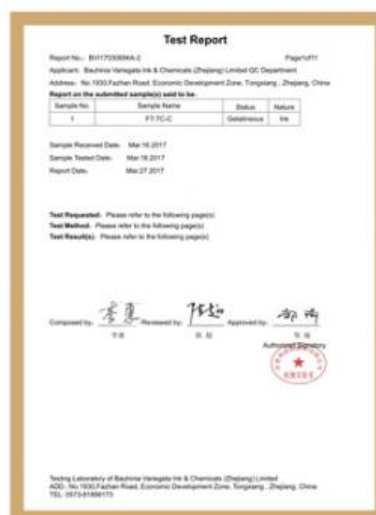 Test Report
Report No.: Page1of11
Applicant: Bauhinia Variegata Ink & Chemicals (Zhejiang) Limited QC Department
Address: No.1930,Fazhan Road, Economic Development Zone, Tongxiang , Zhejiang, China
Report on the submitted sample(s) said to be:
Sample No. Sample Name Status Nature
1 FT-TC-C Gelatineous Ink
Sample Received Date: Mar.16.2017
Sample Tested Date: Mar.18.2017
Report Date: Mar.27.2017
Test Requested: Please refer to the following page(s)
Test Method: Please refer to the following page(s)
Test Result(s): Please refer to the following page(s)
Composed by: Reviewed by: Approved by:
Authorized Signatory
Testing Laboratory of Bauhinia Variegata Ink & Chemicals (Zhejiang) Limited
ADD: No.1930,Fazhan Road, Economic Development Zone, Tongxiang , Zhejiang, China
TEL: 0573-81898173